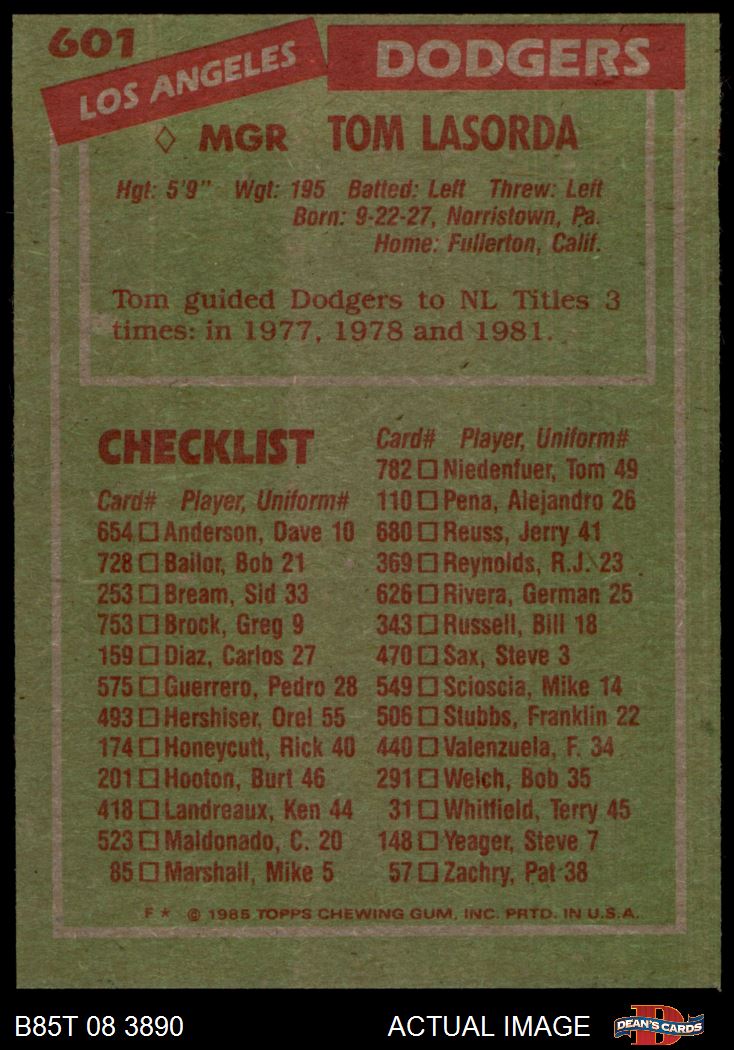 601
LOS ANGELES DODGERS
◇ MGR TOM LASORDA
Hgt: 5'9" Wgt: 195 Batted: Left Threw: Left
Born: 9-22-27, Norristown, Pa.
Home: Fullerton, Calif.
Tom guided Dodgers to NL Titles 3
times: in 1977, 1978 and 1981.
CHECKLIST
Card# Player, Uniform#
654 □ Anderson, Dave 10
728 □ Bailor, Bob 21
253 □ Bream, Sid 33
753 □ Brock, Greg 9
159 □ Diaz, Carlos 27
575 □ Guerrero, Pedro 28
493 □ Hershiser, Orel 55
174 □ Honeycutt, Rick 40
201 □ Hooton, Burt 46
418 □ Landreaux, Ken 44
523 □ Maldonado, C. 20
85 □ Marshall, Mike 5
Card# Player, Uniform#
782 □ Niedenfuer, Tom 49
110 □ Pena, Alejandro 26
680 □ Reuss, Jerry 41
369 □ Reynolds, R.J. 23
626 □ Rivera, German 25
343 □ Russell, Bill 18
470 □ Sax, Steve 3
549 □ Scioscia, Mike 14
506 □ Stubbs, Franklin 22
440 □ Valenzuela, F. 34
291 □ Welch, Bob 35
31 □ Whitfield, Terry 45
148 □ Yeager, Steve 7
57 □ Zachry, Pat 38
F ★ © 1985 TOPPS CHEWING GUM, INC. PRTD. IN U.S.A.
B85T 08 3890 ACTUAL IMAGE D DEAN'S CARDS